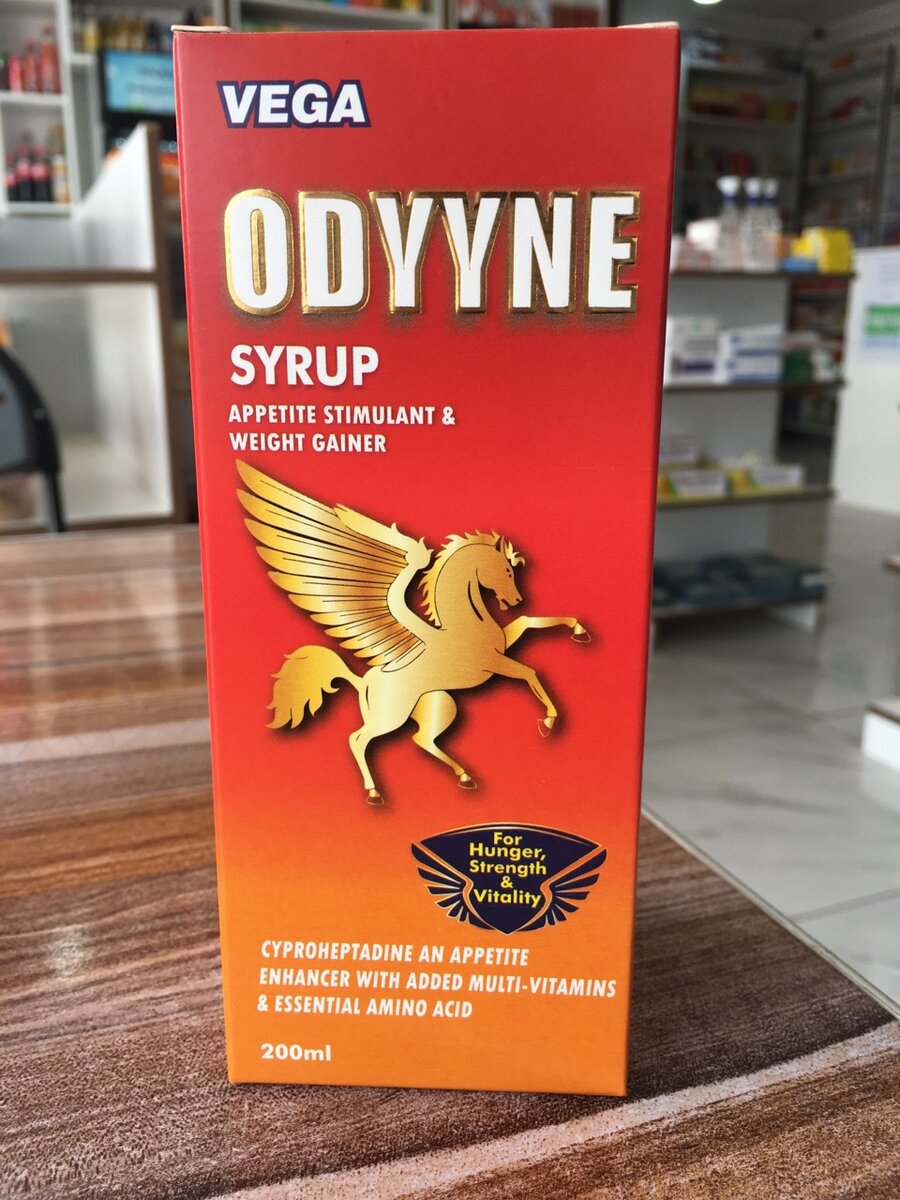 VEGA
ODYYNE
SYRUP
APPETITE STIMULANT &
WEIGHT GAINER
For
Hunger,
Strength
&
Vitality
CYPROHEPTADINE AN APPETITE
ENHANCER WITH ADDED MULTI-VITAMINS
& ESSENTIAL AMINO ACID
200ml